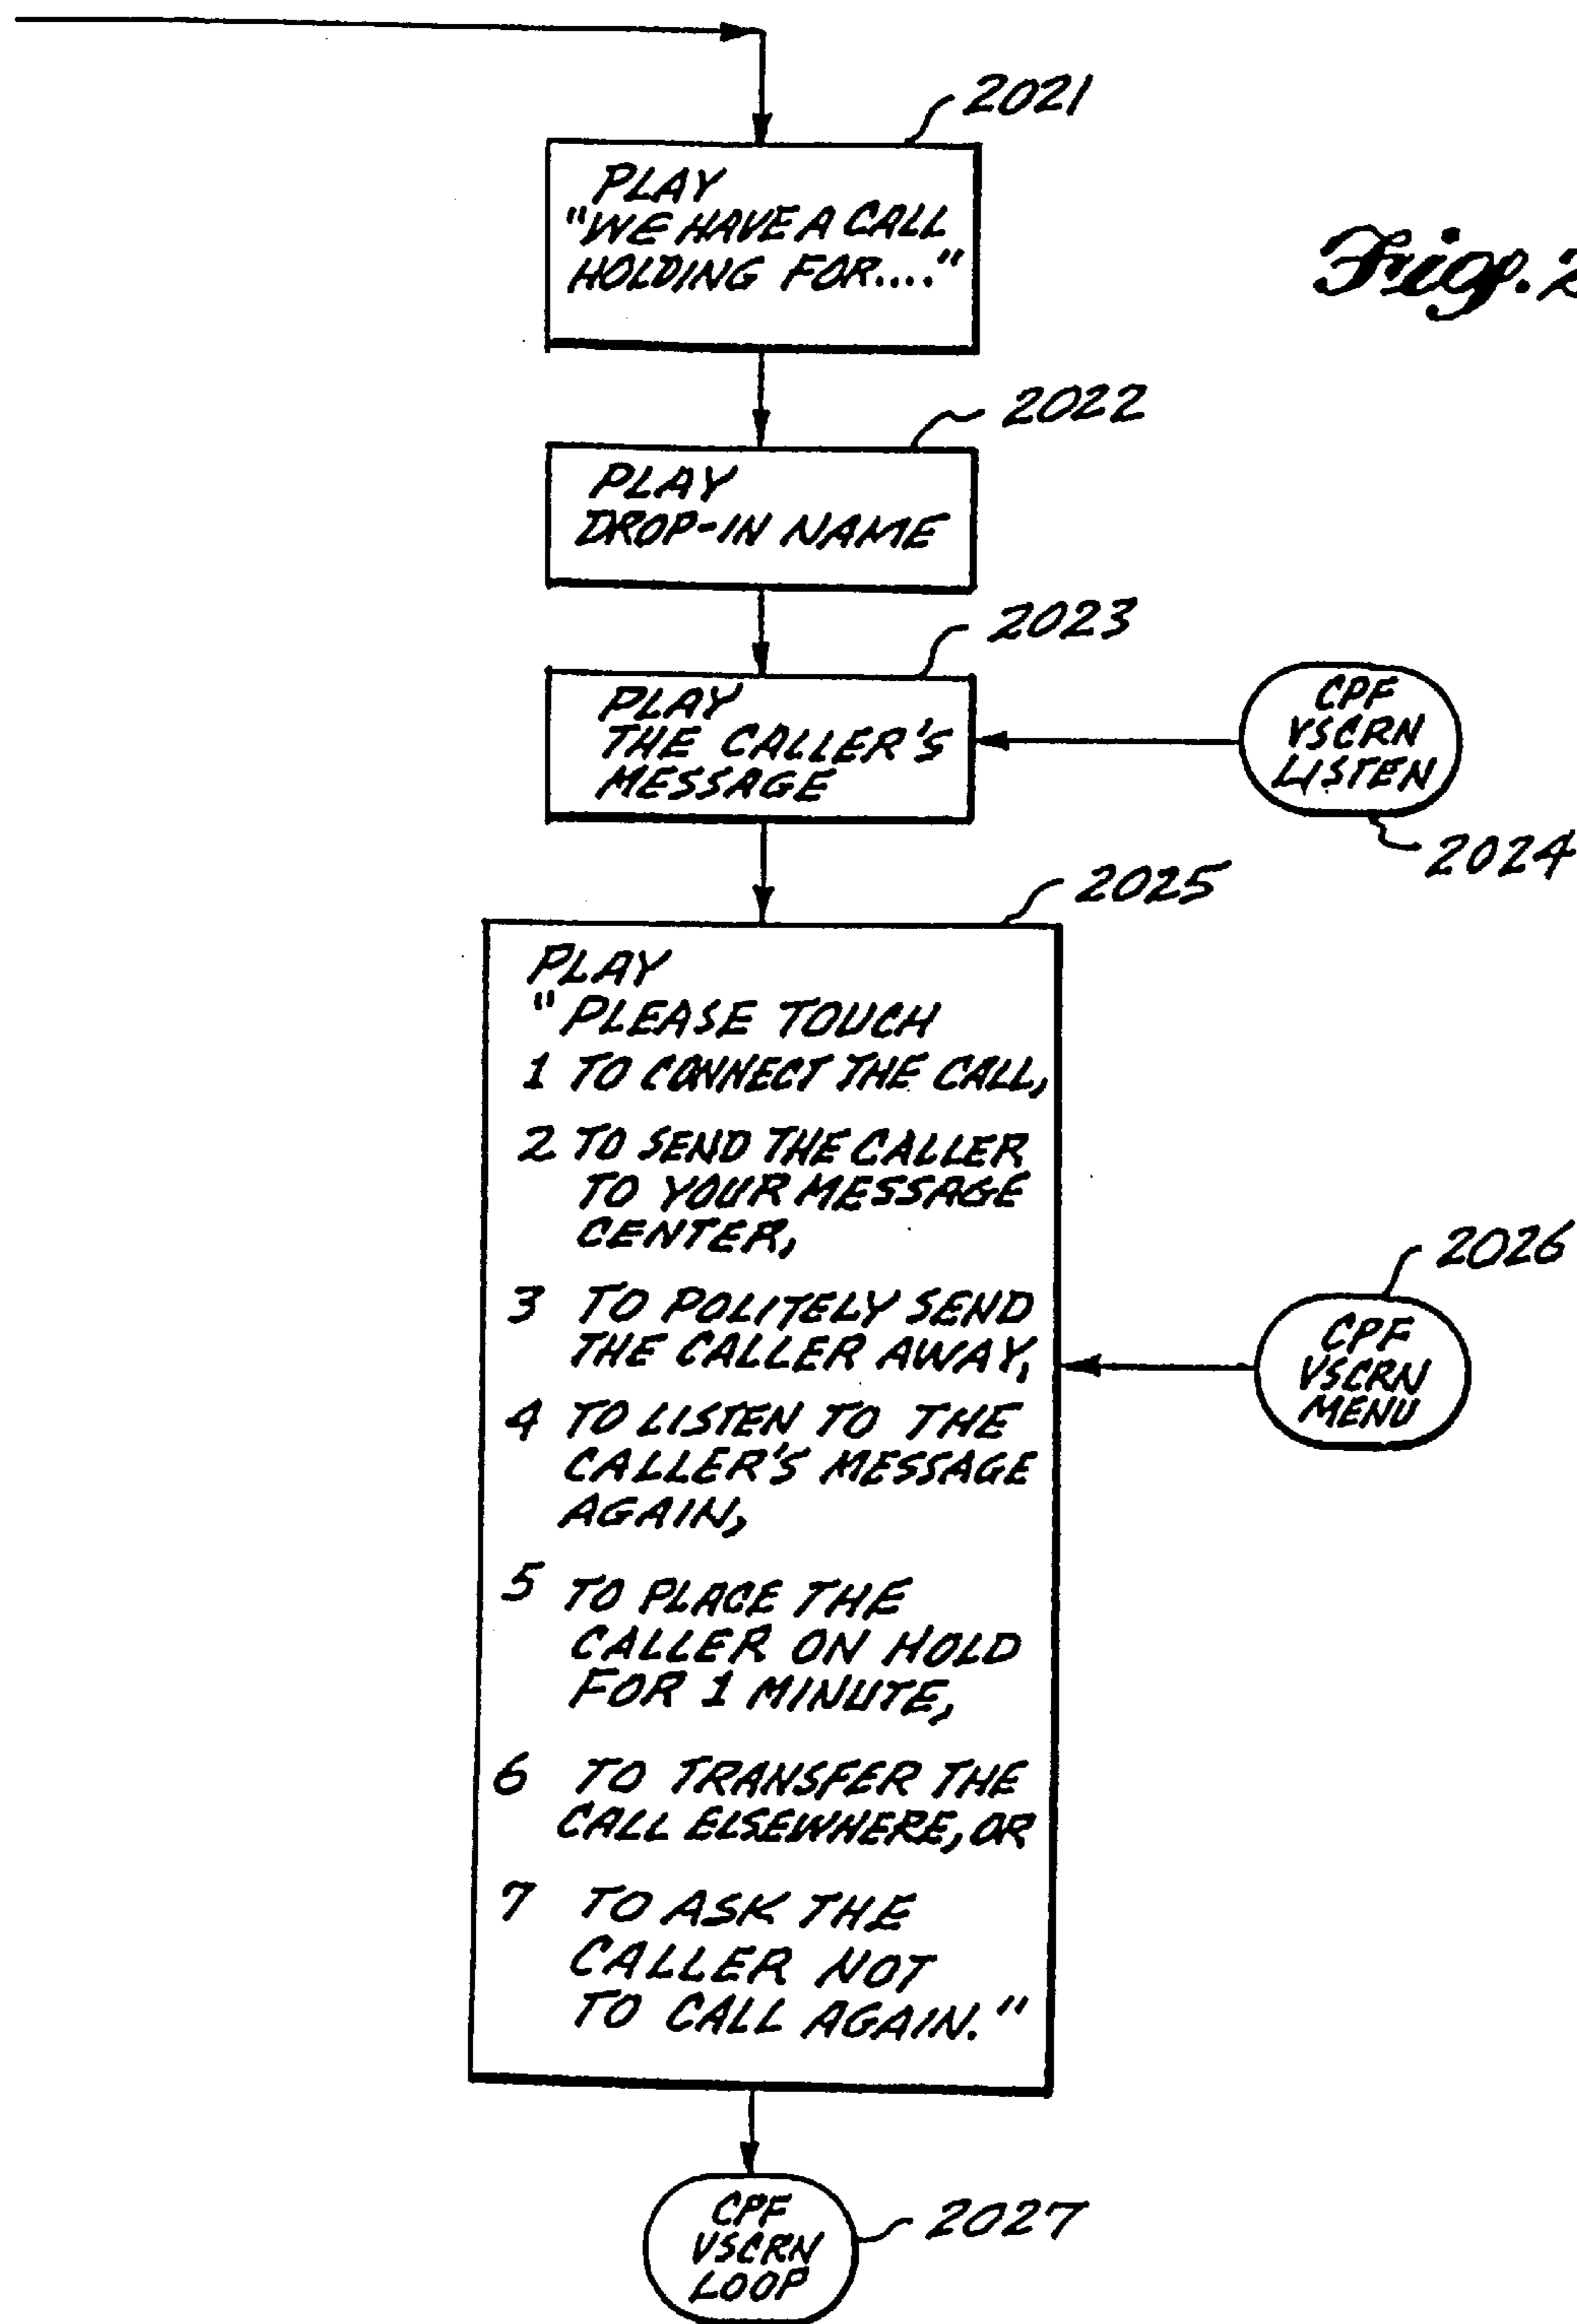 2021
PLAY
"WE HAVE A CALL
HOLDING FOR...."
Fig. 2
2022
PLAY
DROP-IN NAME
2023
PLAY
THE CALLER'S
MESSAGE
CPF
VSCRN
LISTEN
2024
2025
PLAY
"PLEASE TOUCH
1 TO CONNECT THE CALL,
2 TO SEND THE CALLER
TO YOUR MESSAGE
CENTER,
3 TO POLITELY SEND
THE CALLER AWAY,
4 TO LISTEN TO THE
CALLER'S MESSAGE
AGAIN,
5 TO PLACE THE
CALLER ON HOLD
FOR 1 MINUTE,
6 TO TRANSFER THE
CALL ELSEWHERE, OR
7 TO ASK THE
CALLER NOT
TO CALL AGAIN."
2026
CPF
VSCRN
MENU
CPF
VSCRN
LOOP
2027